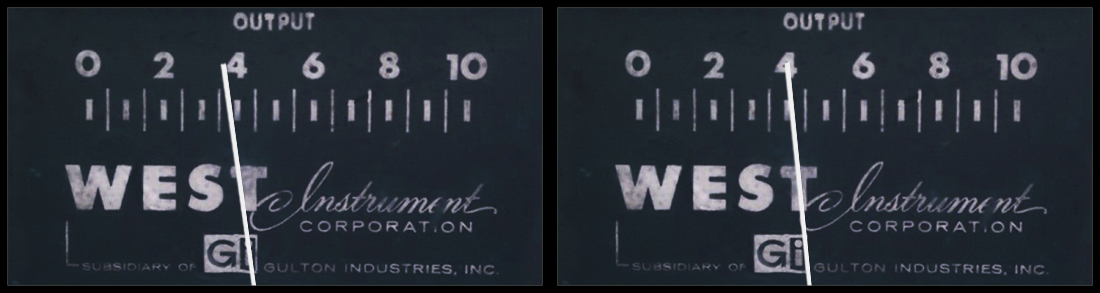 OUTPUT
0 2 4 6 8 10
WEST Instrument
CORPORATION
Gi
SUBSIDIARY OF GULTON INDUSTRIES, INC.
OUTPUT
0 2 4 6 8 10
WEST Instrument
CORPORATION
Gi
SUBSIDIARY OF GULTON INDUSTRIES, INC.